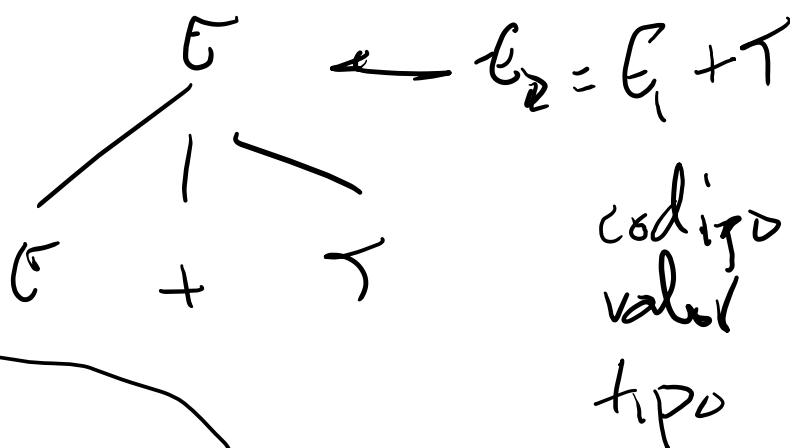 E ← E₂ = E₁ + T
E + T
codigo
valor
tipo